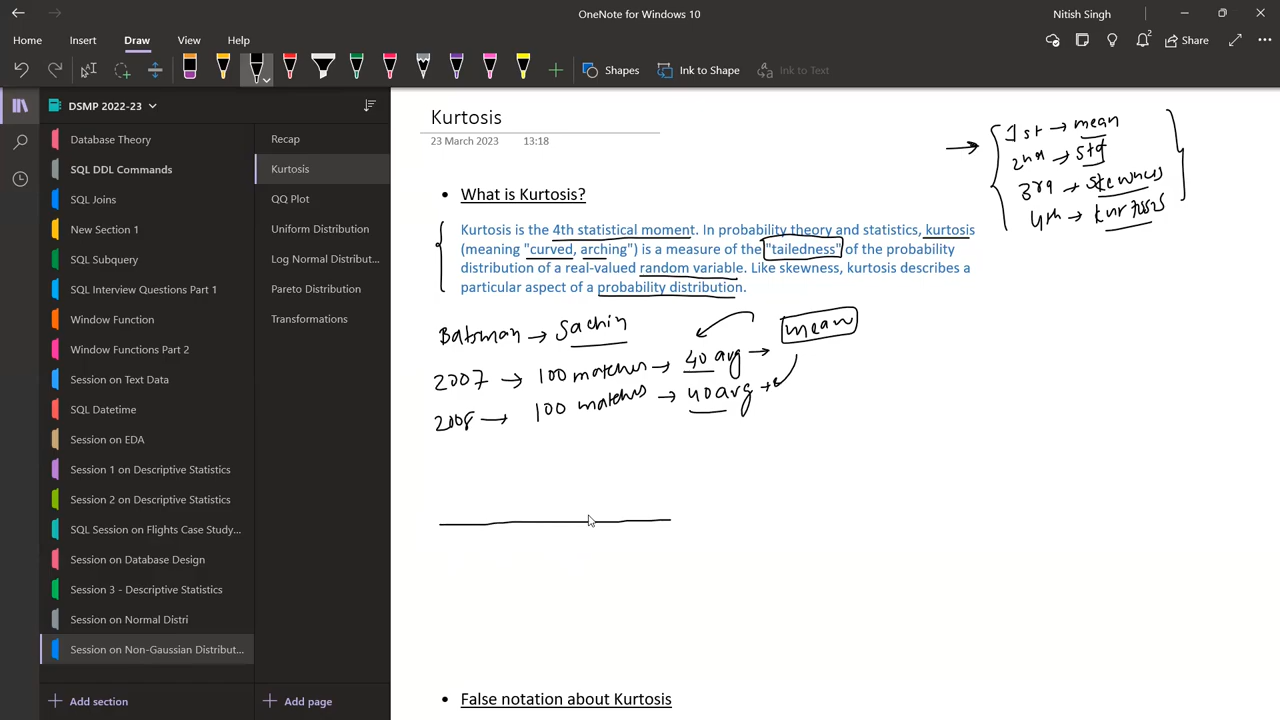 OneNote for Windows 10
Nitish Singh
Home
Insert
Draw
View
Help
Share
Shapes
Ink to Shape
Ink to Text
DSMP 2022-23
Database Theory
SQL DDL Commands
SQL Joins
New Section 1
SQL Subquery
SQL Interview Questions Part 1
Window Function
Window Functions Part 2
Session on Text Data
SQL Datetime
Session on EDA
Session 1 on Descriptive Statistics
Session 2 on Descriptive Statistics
SQL Session on Flights Case Study...
Session on Database Design
Session 3 - Descriptive Statistics
Session on Normal Distri
Session on Non-Gaussian Distribut...
Add section
Recap
Kurtosis
QQ Plot
Uniform Distribution
Log Normal Distribut...
Pareto Distribution
Transformations
Add page
Kurtosis
23 March 2023 13:18
1st → mean
2nd → std
3rd → skewness
4th → kurtosis
• What is Kurtosis?
Kurtosis is the 4th statistical moment. In probability theory and statistics, kurtosis
(meaning "curved, arching") is a measure of the "tailedness" of the probability
distribution of a real-valued random variable. Like skewness, kurtosis describes a
particular aspect of a probability distribution.
Batsman → Sachin
mean
2007 → 100 matches → 40 avg →
2008 → 100 matches → 40 avg →
• False notation about Kurtosis